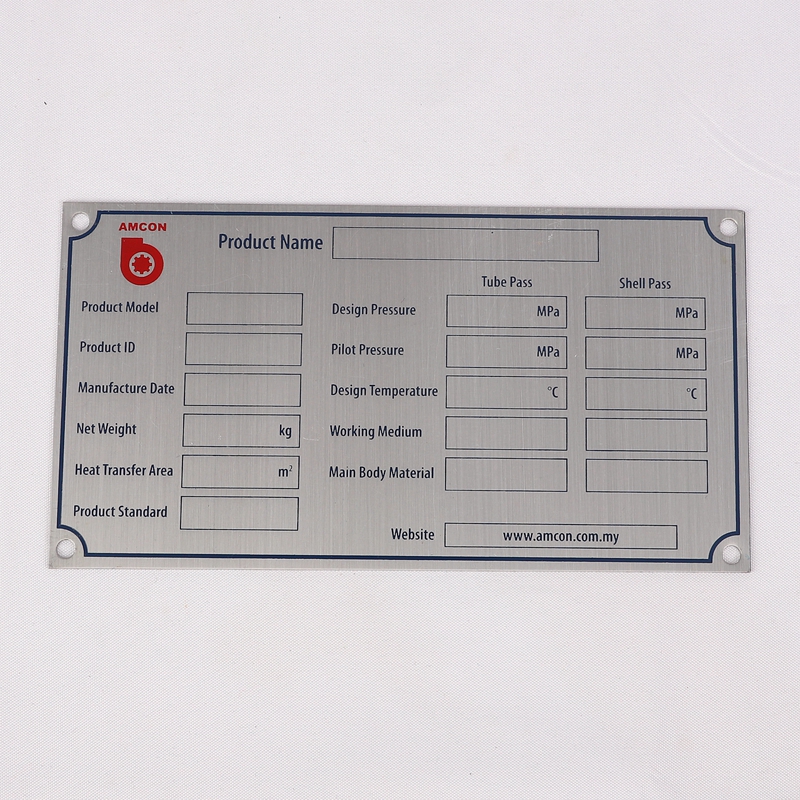 AMCON
Product Name
Tube Pass Shell Pass
Product Model Design Pressure MPa MPa
Product ID Pilot Pressure MPa MPa
Manufacture Date Design Temperature °C °C
Net Weight kg Working Medium
Heat Transfer Area m² Main Body Material
Product Standard
Website www.amcon.com.my